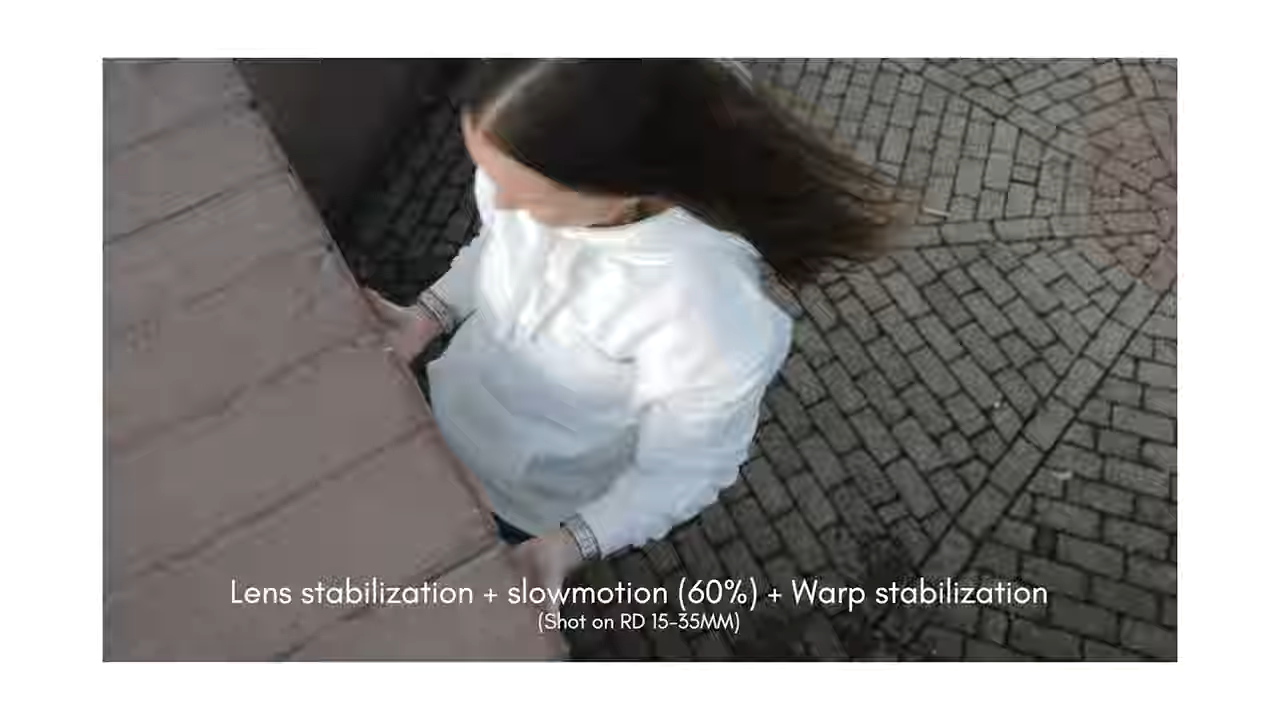 Lens stabilization + slowmotion (60%) + Warp stabilization
(Shot on RD 15-35MM)